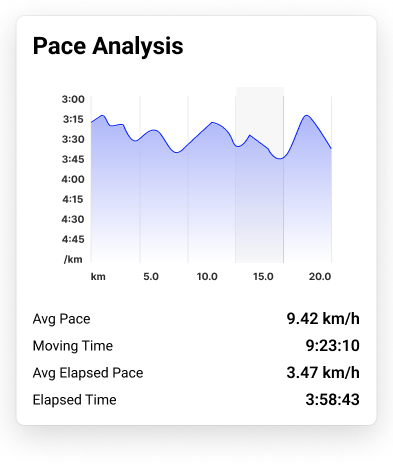 Pace Analysis
3:00
3:15
3:30
3:45
4:00
4:15
4:30
4:45
/km
km 5.0 10.0 15.0 20.0
Avg Pace 9.42 km/h
Moving Time 9:23:10
Avg Elapsed Pace 3.47 km/h
Elapsed Time 3:58:43